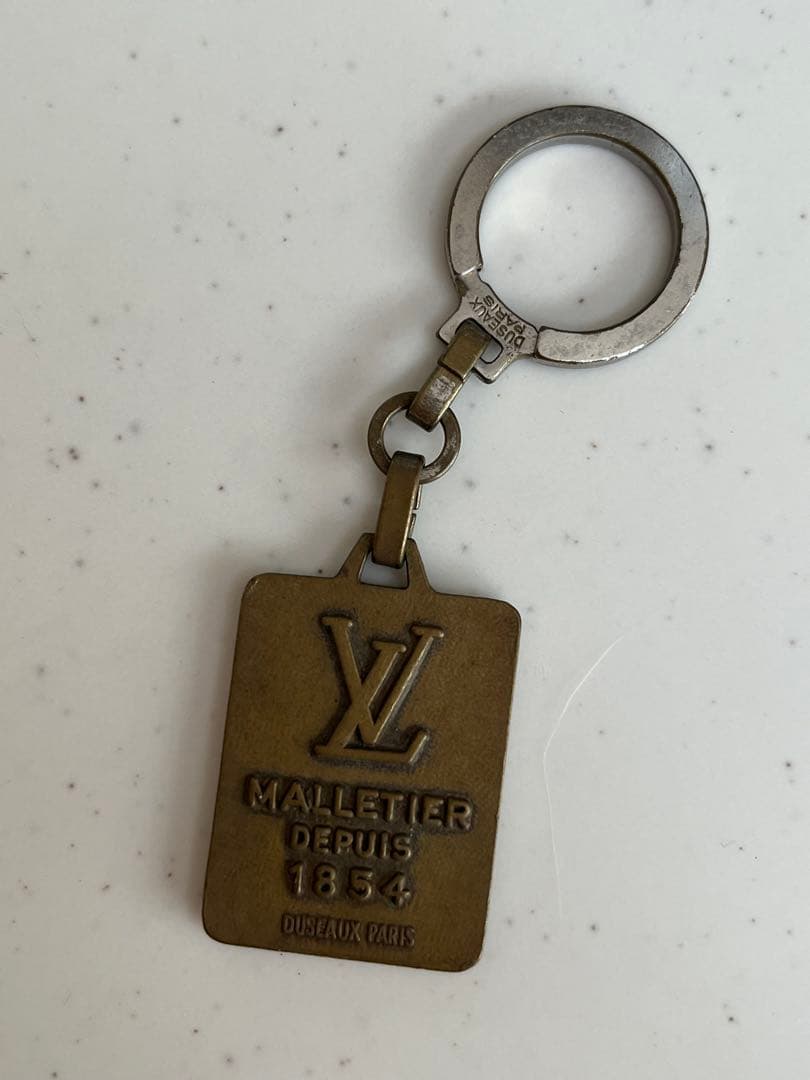 DUSEAUX
PARIS
LV
MALLETIER
DEPUIS
1854
DUSEAUX PARIS